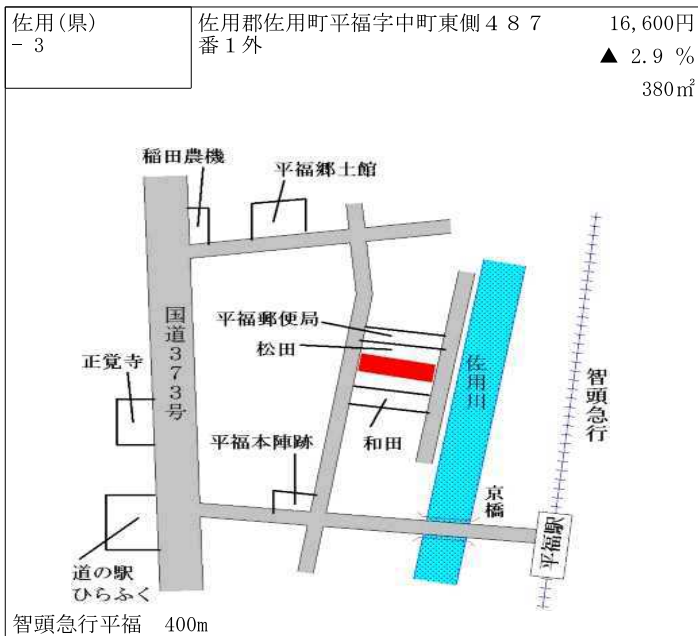 佐用(県)
- 3
佐用郡佐用町平福字中町東側４８７
番１外
16,600円
▲ 2.9 %
380㎡
稲田農機
平福郷土館
国道３７３号
平福郵便局
松田
正覚寺
佐用川
智頭急行
和田
平福本陣跡
京橋
平福駅
道の駅
ひらふく
智頭急行平福 400m